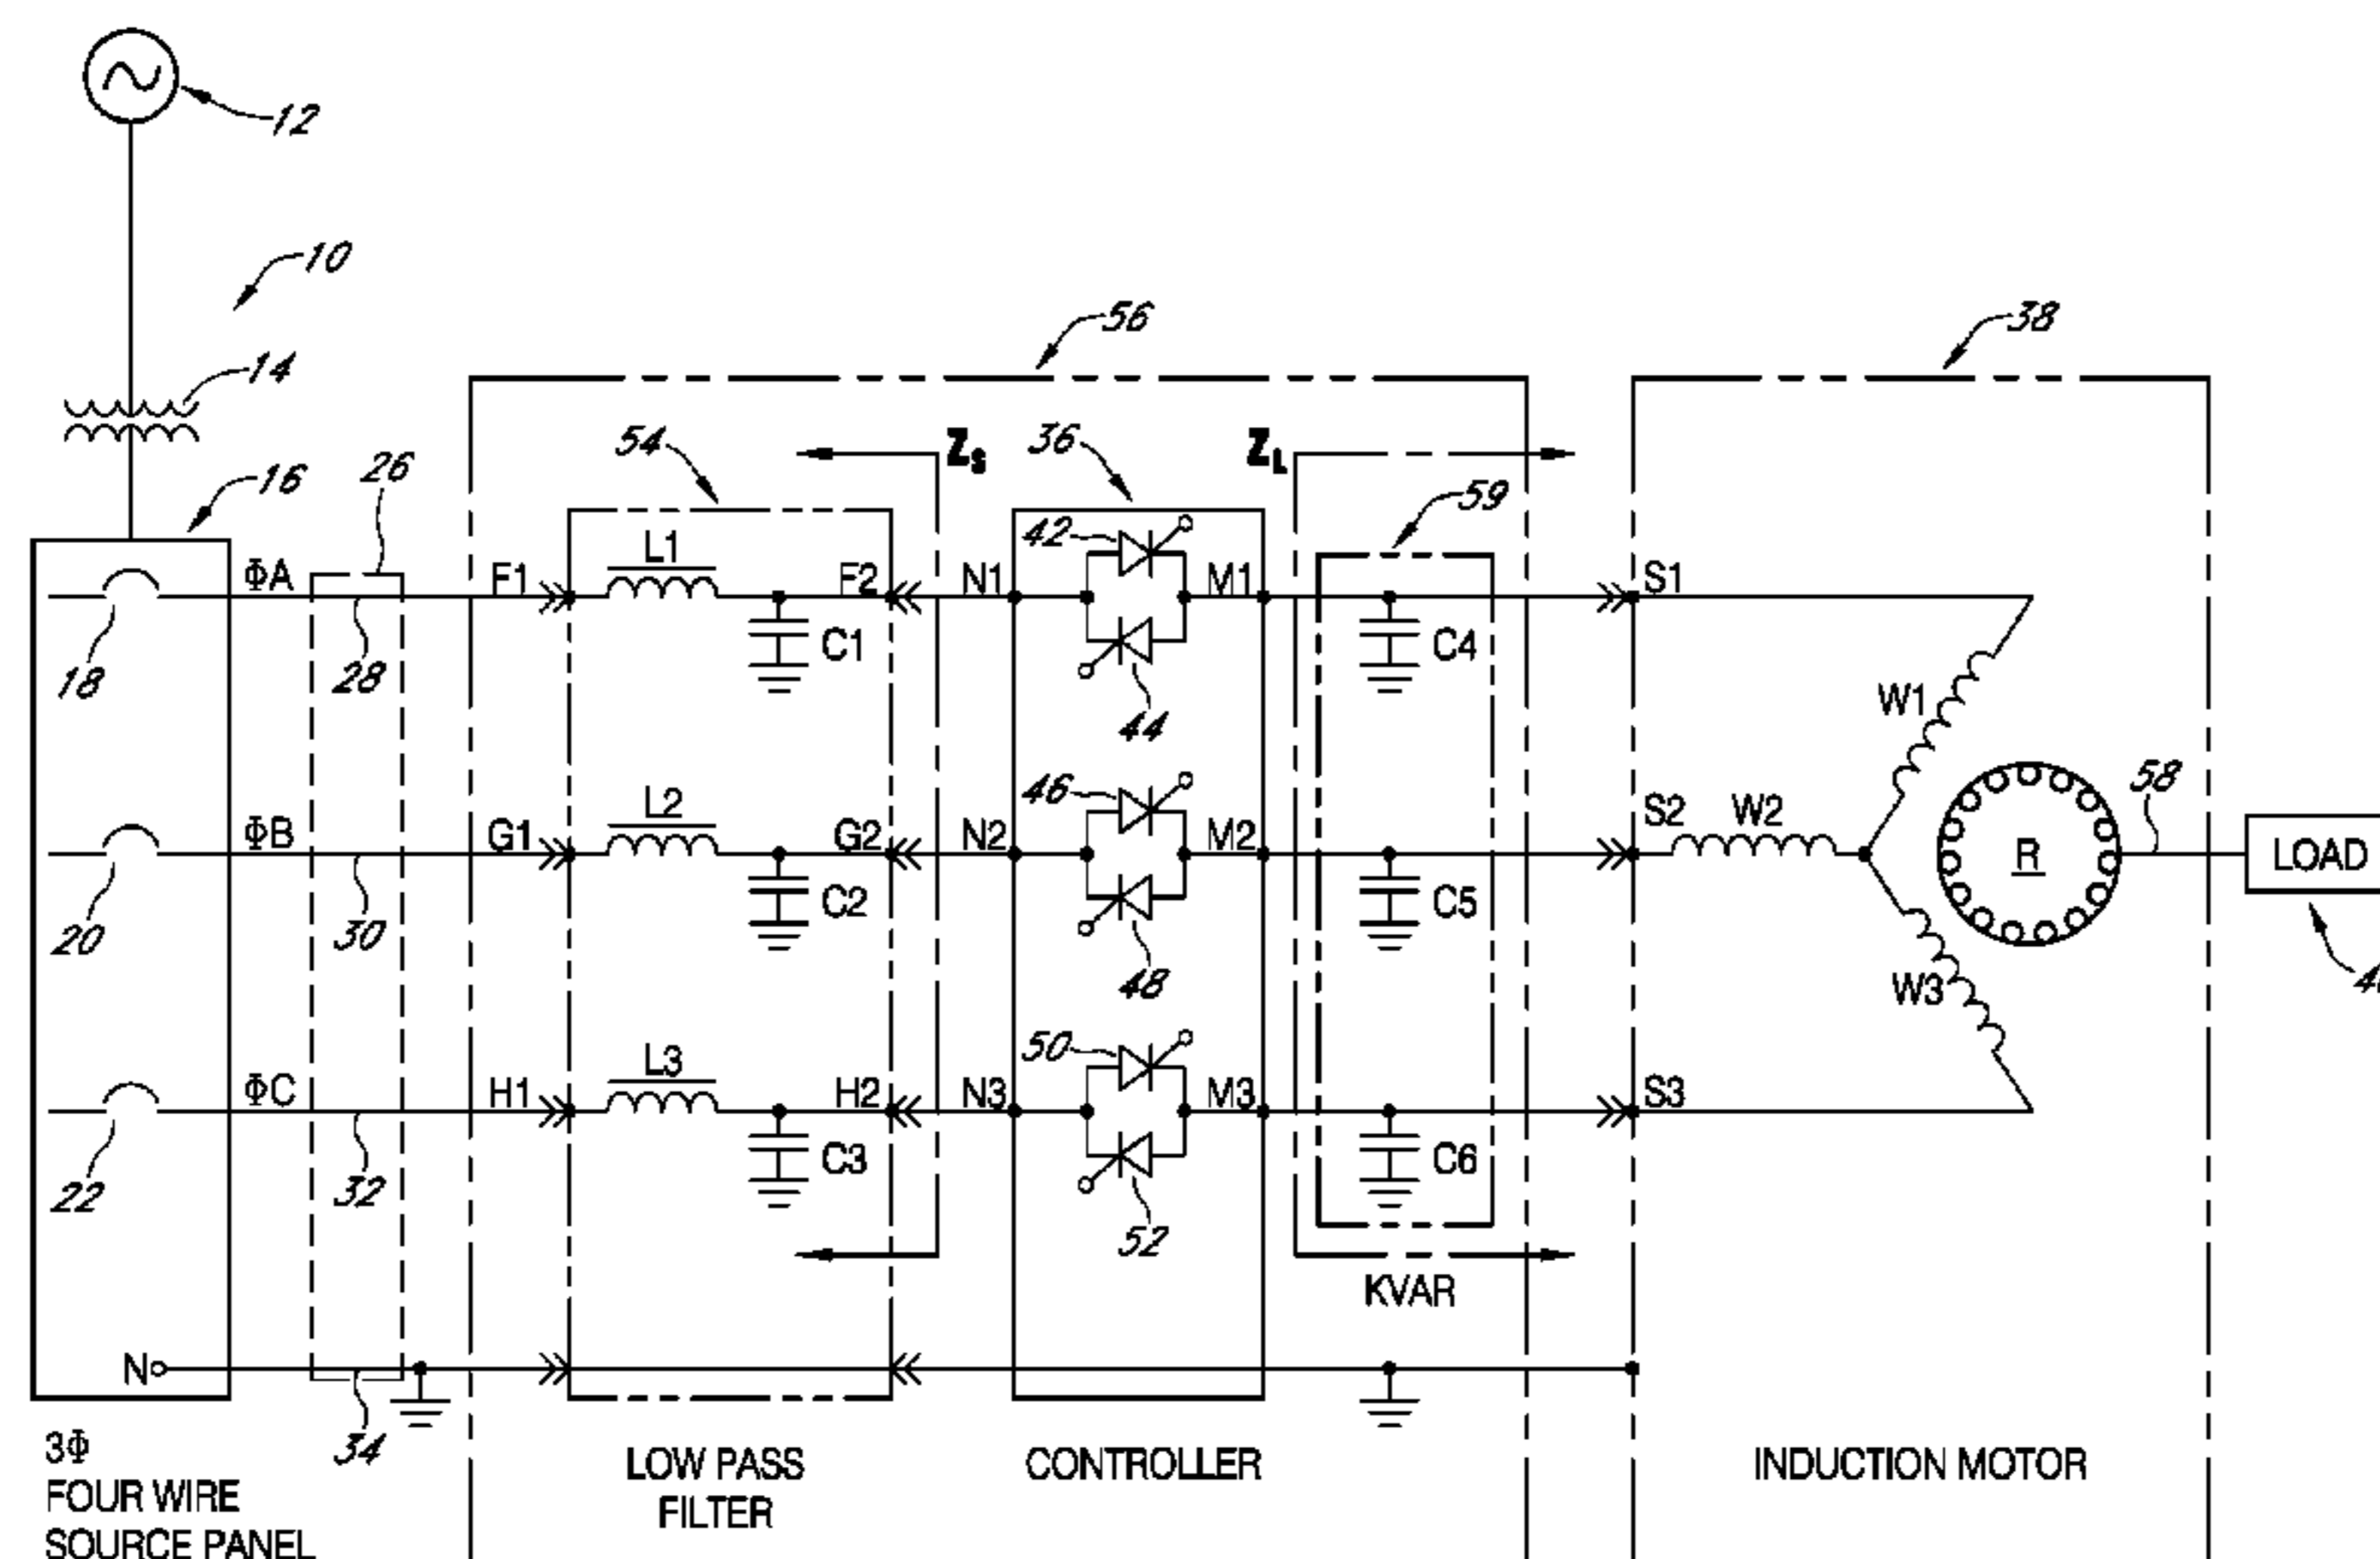 12
10
14
56
38
54
Z_S
Z_L
36
26
16
59
42
ΦA
F1
L1
F2
N1
M1
S1
C1
C4
18
28
44
W1
46
58
L2
ΦB
G1
G2
N2
M2
S2
W2
R
LOAD
C2
C5
20
30
48
W3
50
L3
ΦC
H1
H2
N3
M3
S3
C3
C6
22
32
52
KVAR
N
34
3Φ
FOUR WIRE
SOURCE PANEL
LOW PASS
FILTER
CONTROLLER
INDUCTION MOTOR